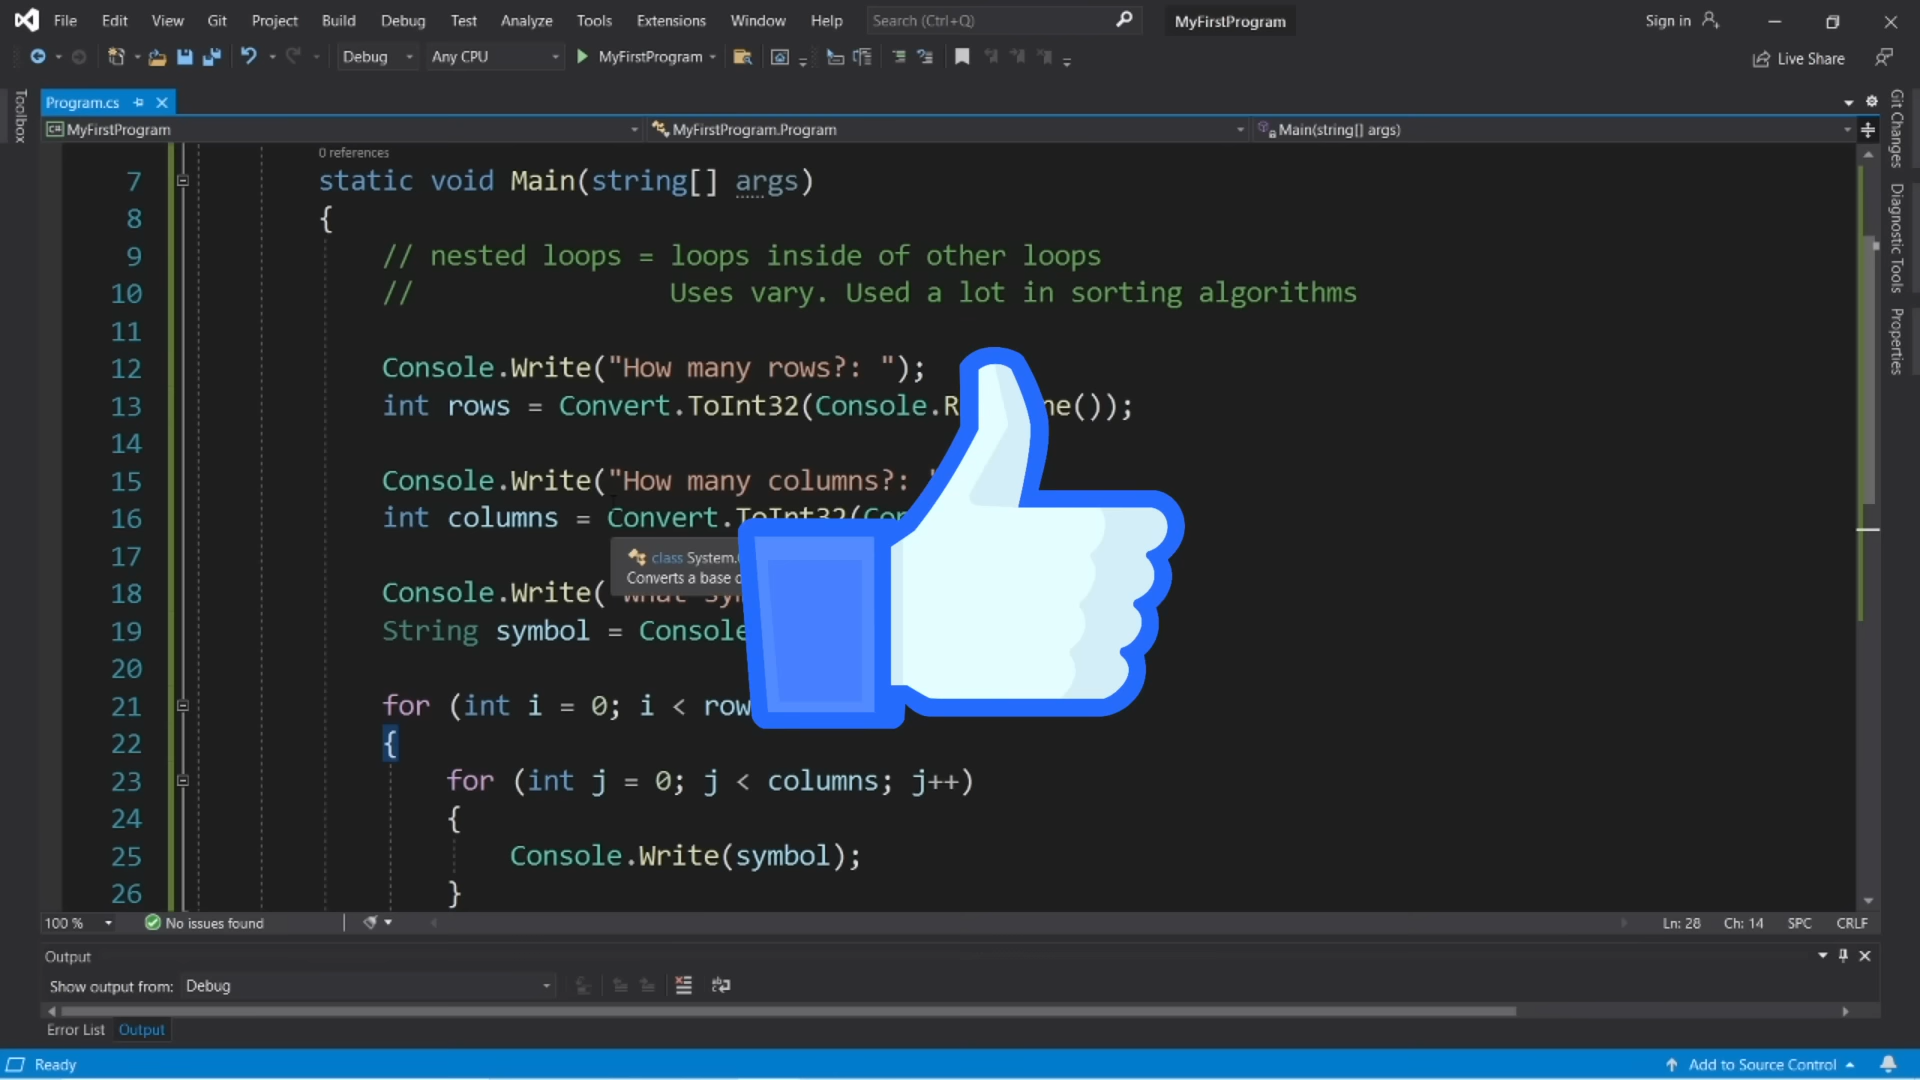 File Edit View Git Project Build Debug Test Analyze Tools Extensions Window Help Search (Ctrl+Q) MyFirstProgram Sign in
Debug Any CPU MyFirstProgram Live Share
Toolbox
Program.cs
MyFirstProgram MyFirstProgram.Program Main(string[] args)
Git Changes
Diagnostic Tools
Properties
0 references
7 static void Main(string[] args)
8 {
9 // nested loops = loops inside of other loops
10 // Uses vary. Used a lot in sorting algorithms
11
12 Console.Write("How many rows?: ");
13 int rows = Convert.ToInt32(Console.R ne());
14
15 Console.Write("How many columns?: "
16 int columns = Convert.ToInt32(Con
17
class System.
Converts a base
18 Console.Write("What sy
19 String symbol = Console
20
21 for (int i = 0; i < row
22 {
23 for (int j = 0; j < columns; j++)
24 {
25 Console.Write(symbol);
26 }
100 % No issues found Ln: 28 Ch: 14 SPC CRLF
Output
Show output from: Debug
Error List Output
Ready Add to Source Control